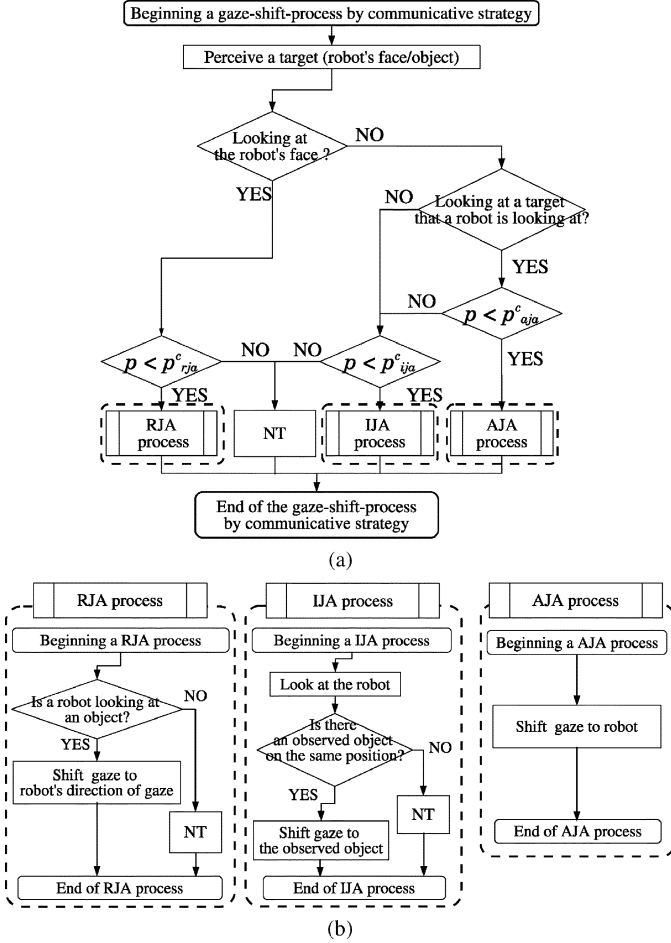 Beginning a gaze-shift-process by communicative strategy
Perceive a target (robot's face/object)
Looking at
the robot's face ?
NO
YES
NO
Looking at a target
that a robot is looking at?
YES
NO
p < p^c_aja
YES
p < p^c_rja
NO
NO
p < p^c_ija
YES
YES
RJA
process
NT
IJA
process
AJA
process
End of the gaze-shift-process
by communicative strategy
(a)
RJA process
Beginning a RJA process
Is a robot looking at
an object?
NO
YES
Shift gaze to
robot's direction of gaze
NT
End of RJA process
IJA process
Beginning a IJA process
Look at the robot
Is there
an observed object
on the same position?
NO
YES
NT
Shift gaze to
the observed object
End of IJA process
AJA process
Beginning a AJA process
Shift gaze to robot
End of AJA process
(b)